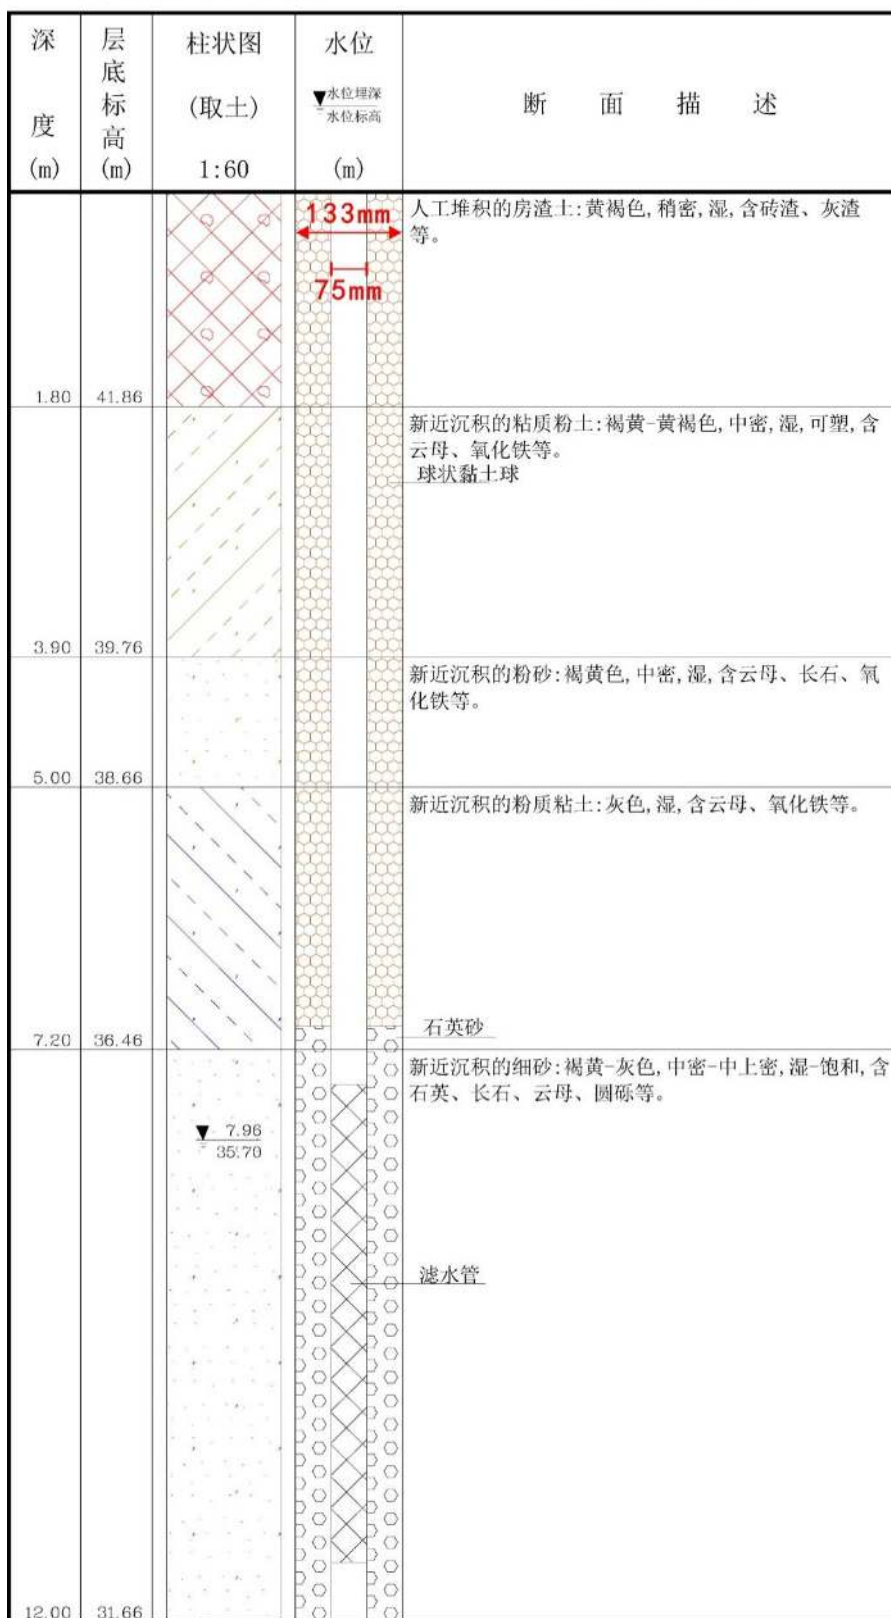 深度(m)
层底标高(m)
柱状图
(取土)
1:60
水位
水位埋深
水位标高
(m)
断面描述
133mm
75mm
人工堆积的房渣土:黄褐色,稍密,湿,含砖渣、灰渣
等。
1.80 41.86
新近沉积的粘质粉土:褐黄-黄褐色,中密,湿,可塑,含
云母、氧化铁等。
球状黏土球
3.90 39.76
新近沉积的粉砂:褐黄色,中密,湿,含云母、长石、氧
化铁等。
5.00 38.66
新近沉积的粉质粘土:灰色,湿,含云母、氧化铁等。
石英砂
7.20 36.46
新近沉积的细砂:褐黄-灰色,中密-中上密,湿-饱和,含
石英、长石、云母、圆砾等。
7.96
35.70
滤水管
12.00 31.66